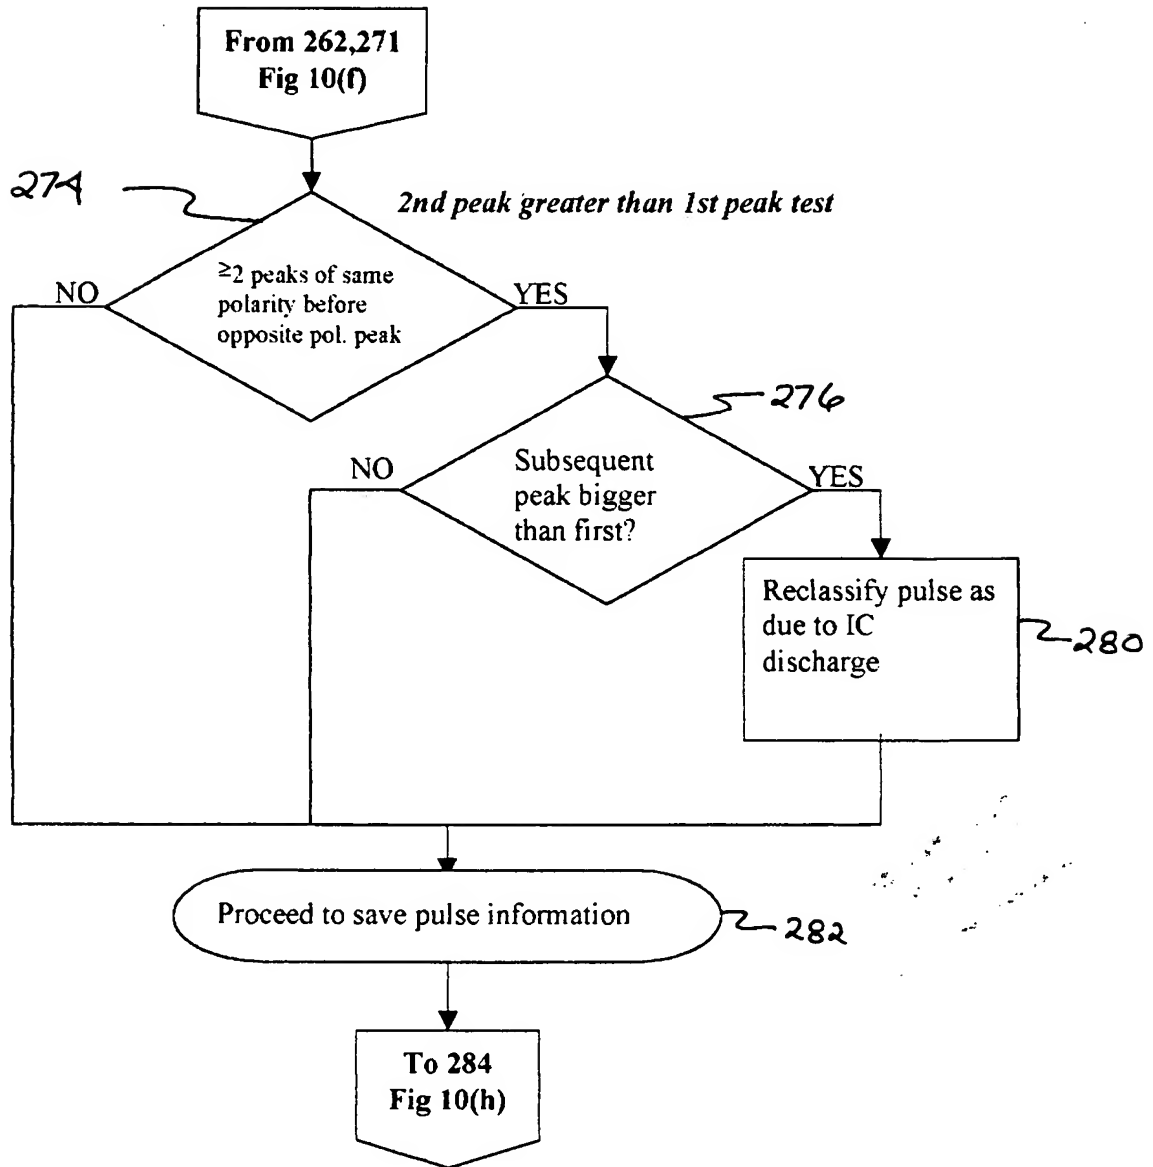 From 262,271
Fig 10(f)
274
2nd peak greater than 1st peak test
≥2 peaks of same
polarity before
opposite pol. peak
NO
YES
276
Subsequent
peak bigger
than first?
NO
YES
Reclassify pulse as
due to IC
discharge
280
Proceed to save pulse information
282
To 284
Fig 10(h)